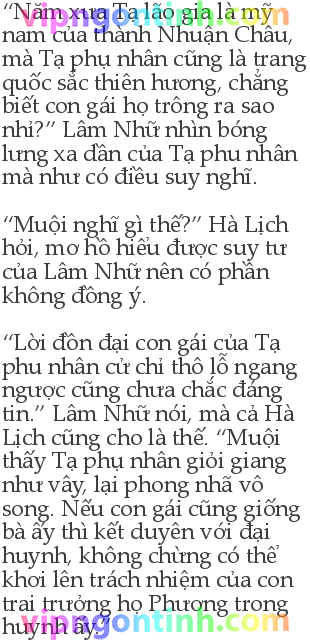 “Năm xưa Tạ lão gia là mỹ
nam của thành Nhuận Châu,
mà Tạ phụ nhân cũng là trang
quốc sắc thiên hương, chẳng
biết con gái họ trông ra sao
nhỉ?” Lâm Nhữ nhìn bóng
lưng xa dần của Tạ phu nhân
mà như có điều suy nghĩ.
“Muội nghĩ gì thế?” Hà Lịch
hỏi, mơ hồ hiểu được suy tư
của Lâm Nhữ nên có phần
không đồng ý.
“Lời đồn đại con gái của Tạ
phu nhân cử chỉ thô lỗ ngang
ngược cũng chưa chắc đáng
tin.” Lâm Nhữ nói, mà cả Hà
Lịch cũng cho là thế. “Muội
thấy Tạ phụ nhân giỏi giang
như vậy, lại phong nhã vô
song. Nếu con gái cũng giống
bà ấy thì kết duyên với đại
huynh, không chừng có thể
khơi lên trách nhiệm của con
trai trưởng họ Phương trong
huynh ấy.”
vipngontinh.com
vipngontinh.com